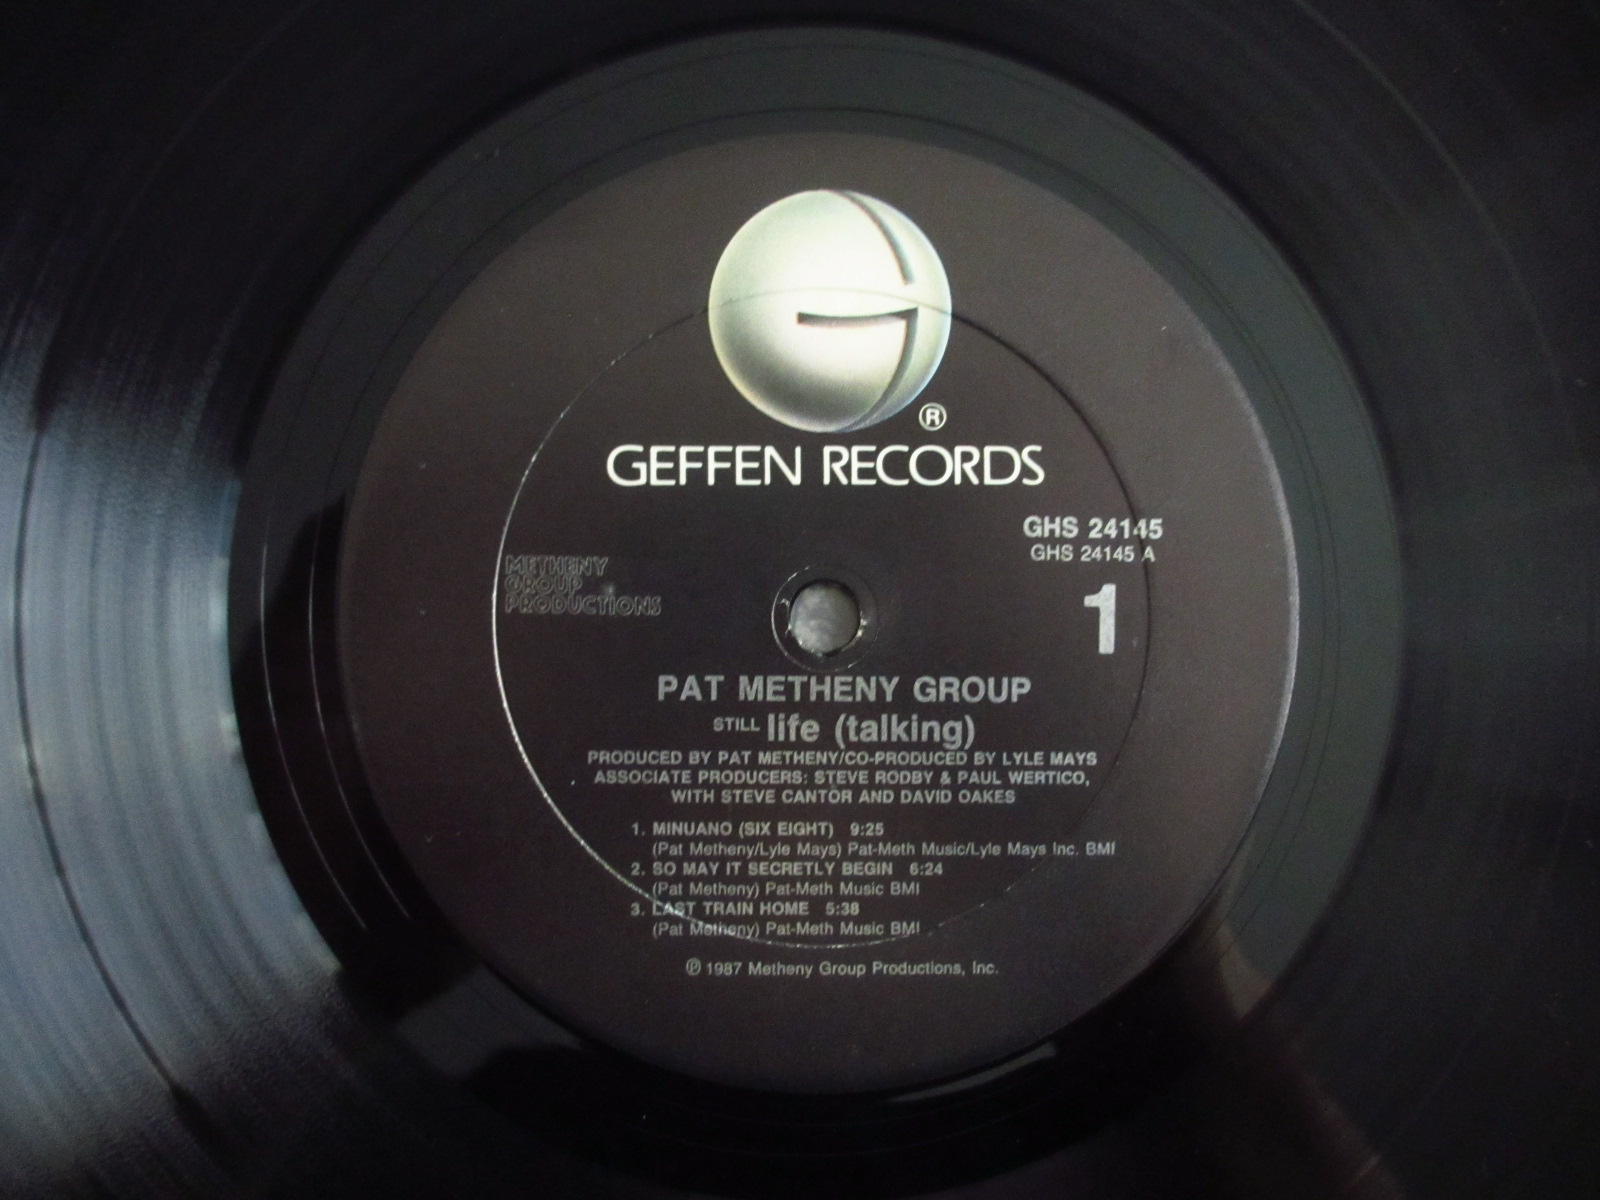 ®
GEFFEN RECORDS
GHS 24145
GHS 24145 A
METHENY
GROUP
PRODUCTIONS
1
PAT METHENY GROUP
STILL life (talking)
PRODUCED BY PAT METHENY/CO-PRODUCED BY LYLE MAYS
ASSOCIATE PRODUCERS: STEVE RODBY & PAUL WERTICO,
WITH STEVE CANTOR AND DAVID OAKES
1. MINUANO (SIX EIGHT) 9:25
(Pat Metheny/Lyle Mays) Pat-Meth Music/Lyle Mays Inc. BMI
2. SO MAY IT SECRETLY BEGIN 6:24
(Pat Metheny) Pat-Meth Music BMI
3. LAST TRAIN HOME 5:38
(Pat Metheny) Pat-Meth Music BMI
℗ 1987 Metheny Group Productions, Inc.